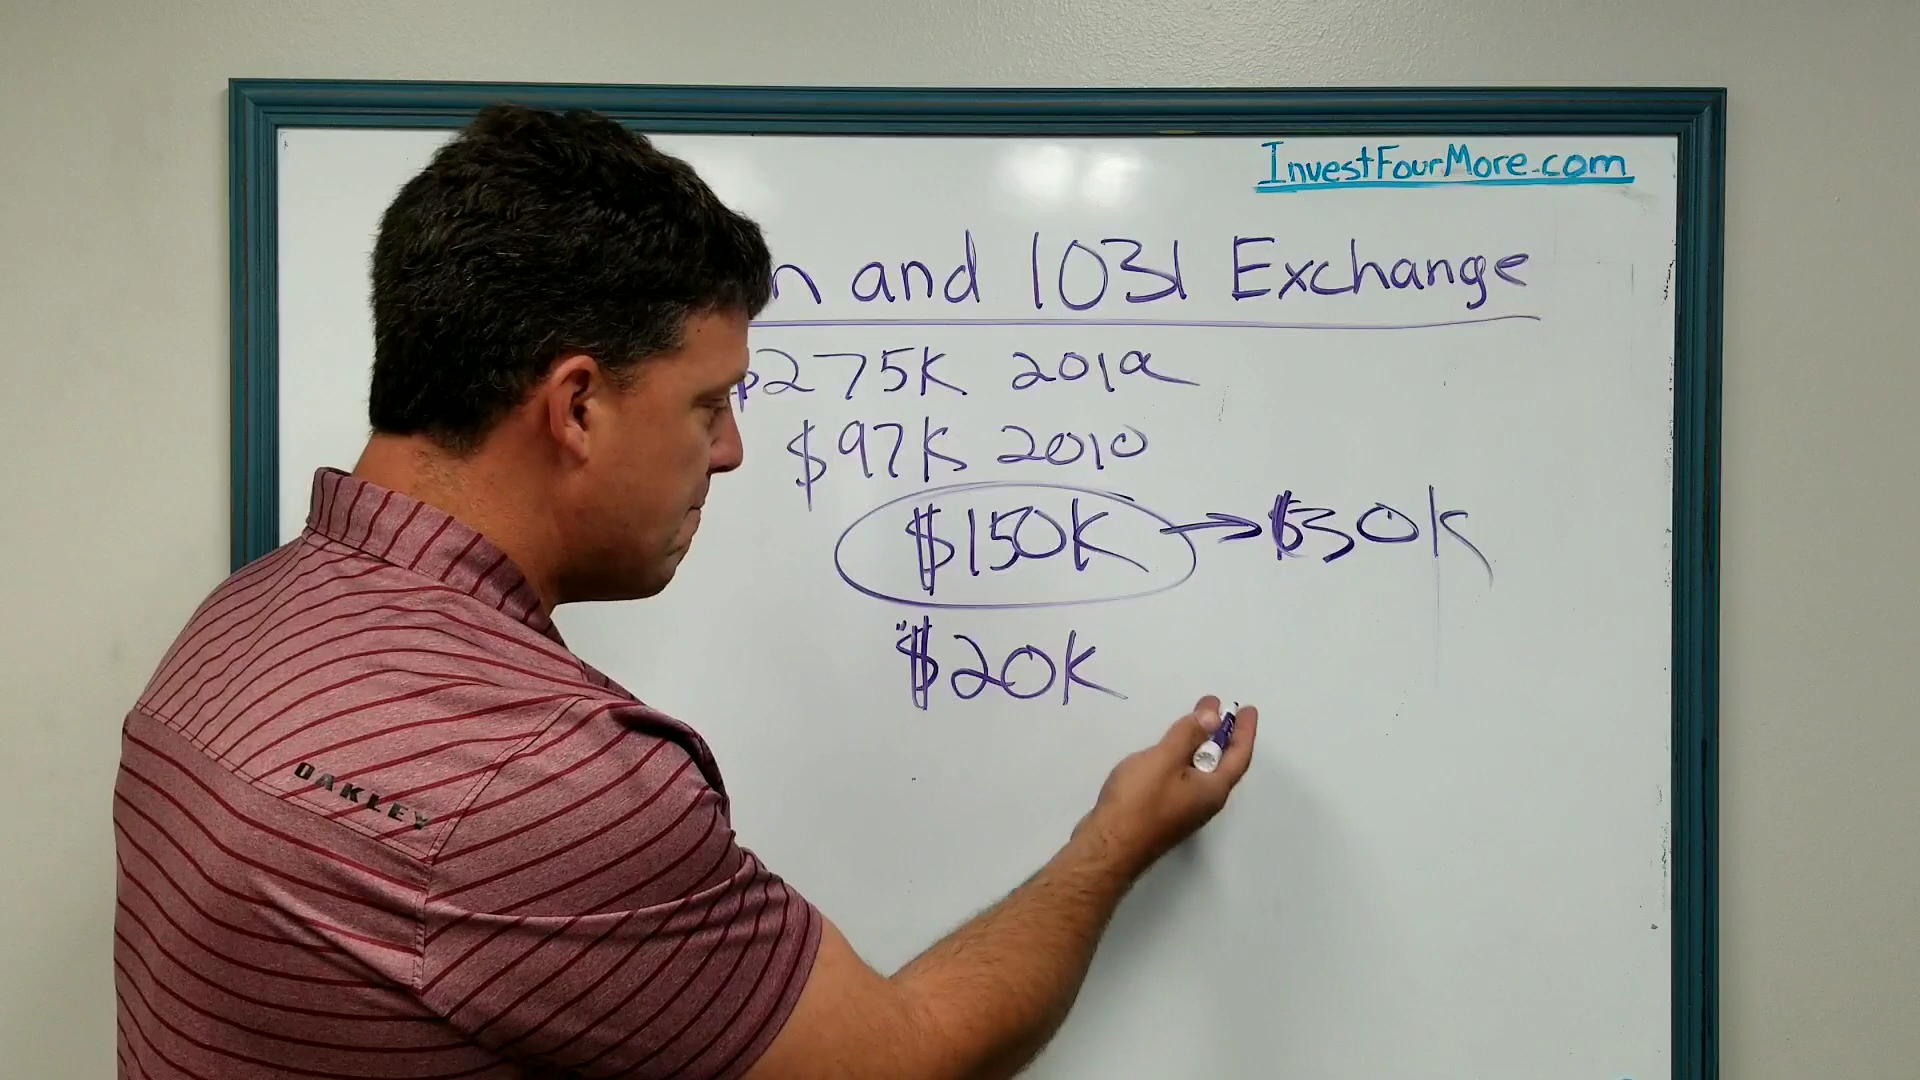 InvestFourMore.com
n and 1031 Exchange
$275K 2019
$97K 2010
$150K → $30K
$20K
OAKLEY